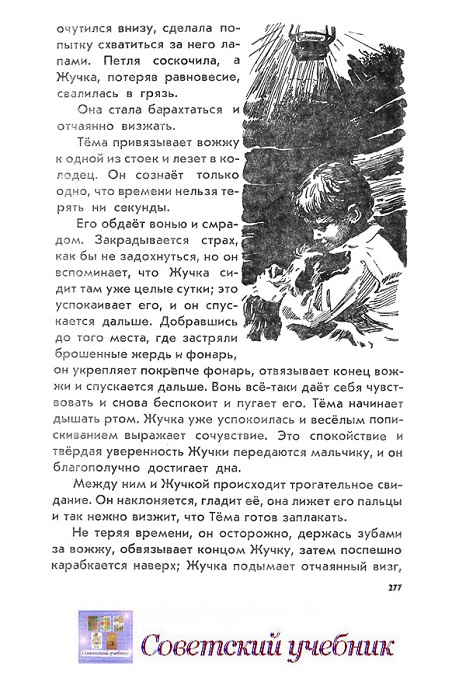 очутился внизу, сделала по-
пытку схватиться за него ла-
пами. Петля соскочила, а
Жучка, потеряв равновесие,
свалилась в грязь.
Она стала барахтаться и
отчаянно визжать.
Тёма привязывает вожжу
к одной из стоек и лезет в ко-
лодец. Он сознаёт только
одно, что времени нельзя те-
рять ни секунды.
Его обдаёт вонью и смра-
дом. Закрадывается страх,
как бы не задохнуться, но он
вспоминает, что Жучка си-
дит там уже целые сутки; это
успокаивает его, и он спус-
кается дальше. Добравшись
до того места, где застряли
брошенные жердь и фонарь,
он укрепляет покрепче фонарь, отвязывает конец вож-
жи и спускается дальше. Вонь всё-таки даёт себя чувст-
вовать и снова беспокоит и пугает его. Тёма начинает
дышать ртом. Жучка уже успокоилась и весёлым попи-
скиванием выражает сочувствие. Это спокойствие и
твёрдая уверенность Жучки передаются мальчику, и он
благополучно достигает дна.
Между ним и Жучкой происходит трогательное сви-
дание. Он наклоняется, гладит её, она лижет его пальцы
и так нежно визжит, что Тёма готов заплакать.
Не теряя времени, он осторожно, держась зубами
за вожжу, обвязывает концом Жучку, затем поспешно
карабкается наверх; Жучка подымает отчаянный визг,
277
Советский учебник